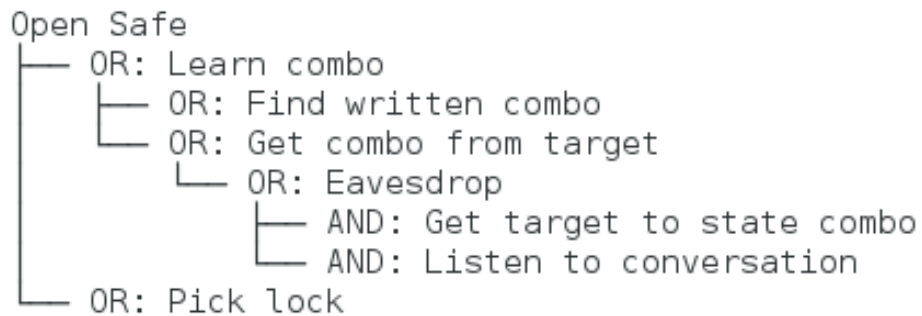 Open Safe
OR: Learn combo
OR: Find written combo
OR: Get combo from target
OR: Eavesdrop
AND: Get target to state combo
AND: Listen to conversation
OR: Pick lock